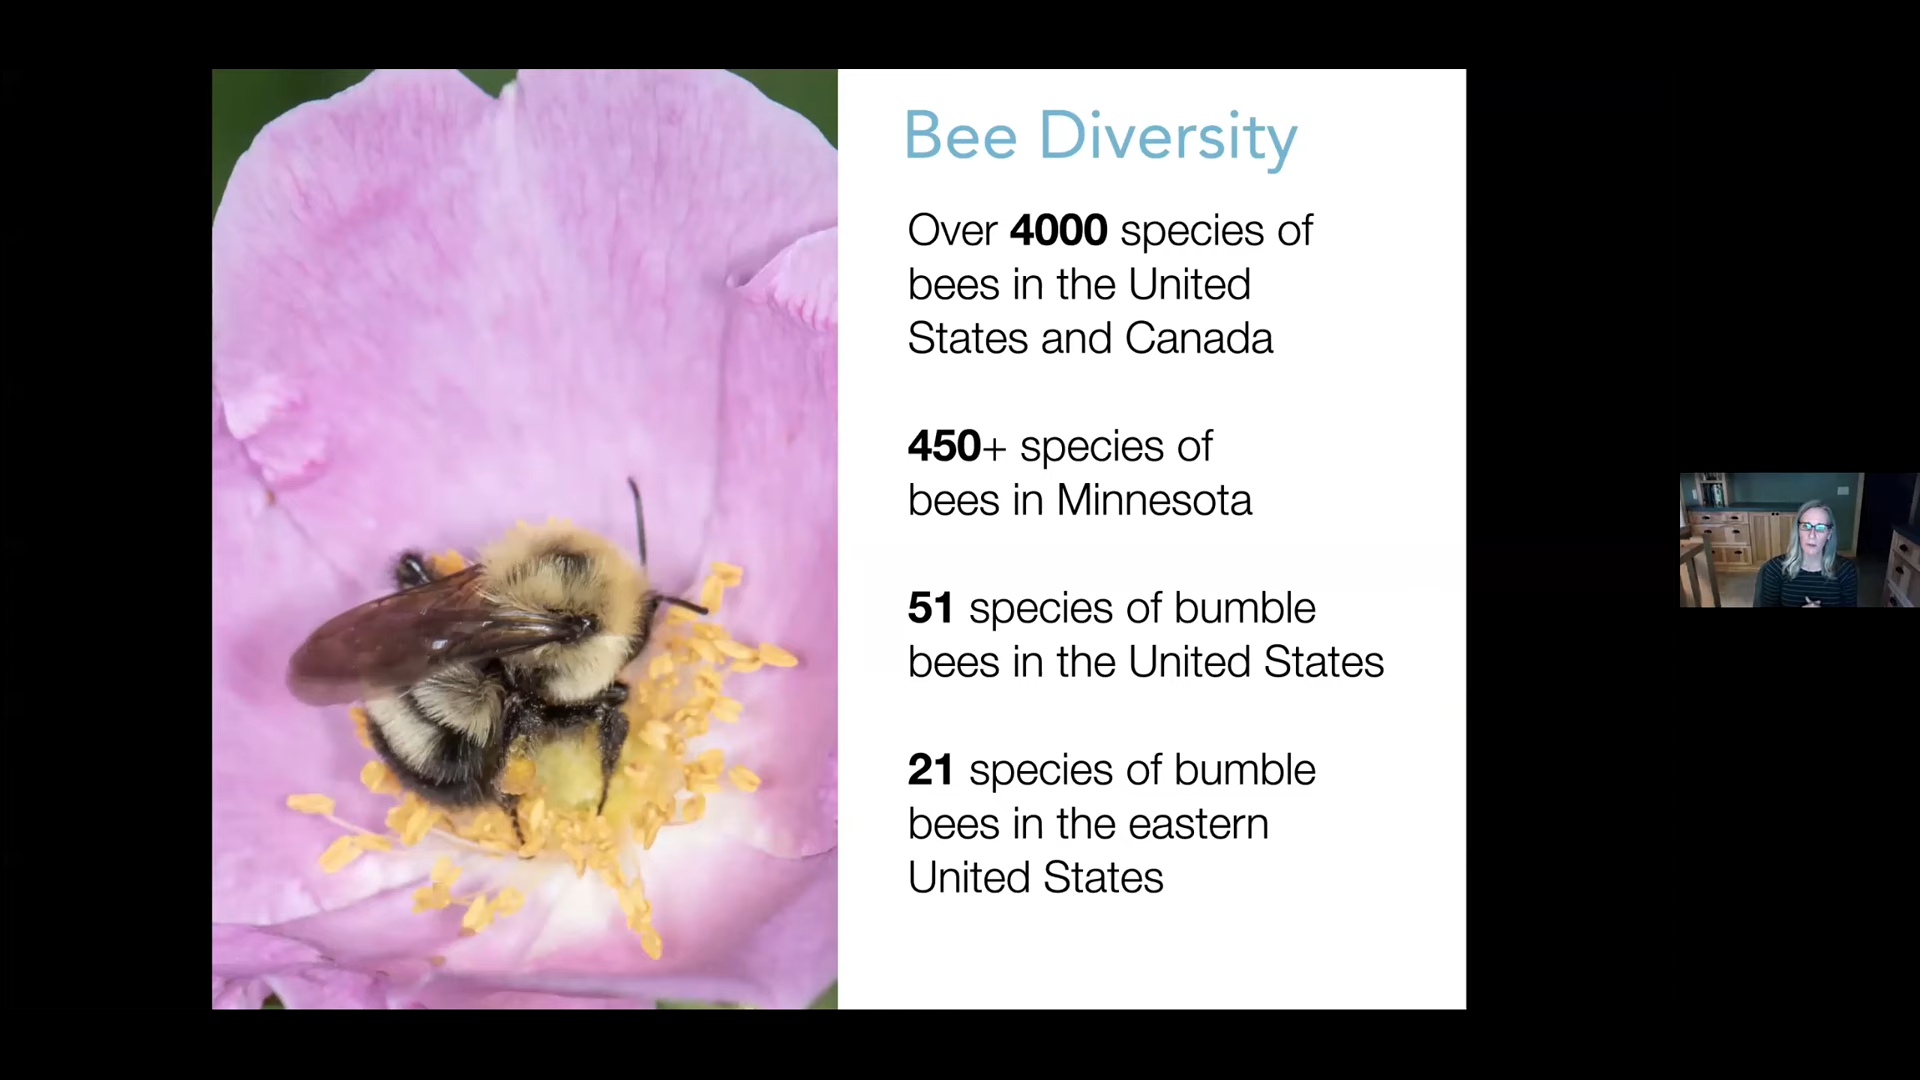 Bee Diversity
Over 4000 species of
bees in the United
States and Canada
450+ species of
bees in Minnesota
51 species of bumble
bees in the United States
21 species of bumble
bees in the eastern
United States